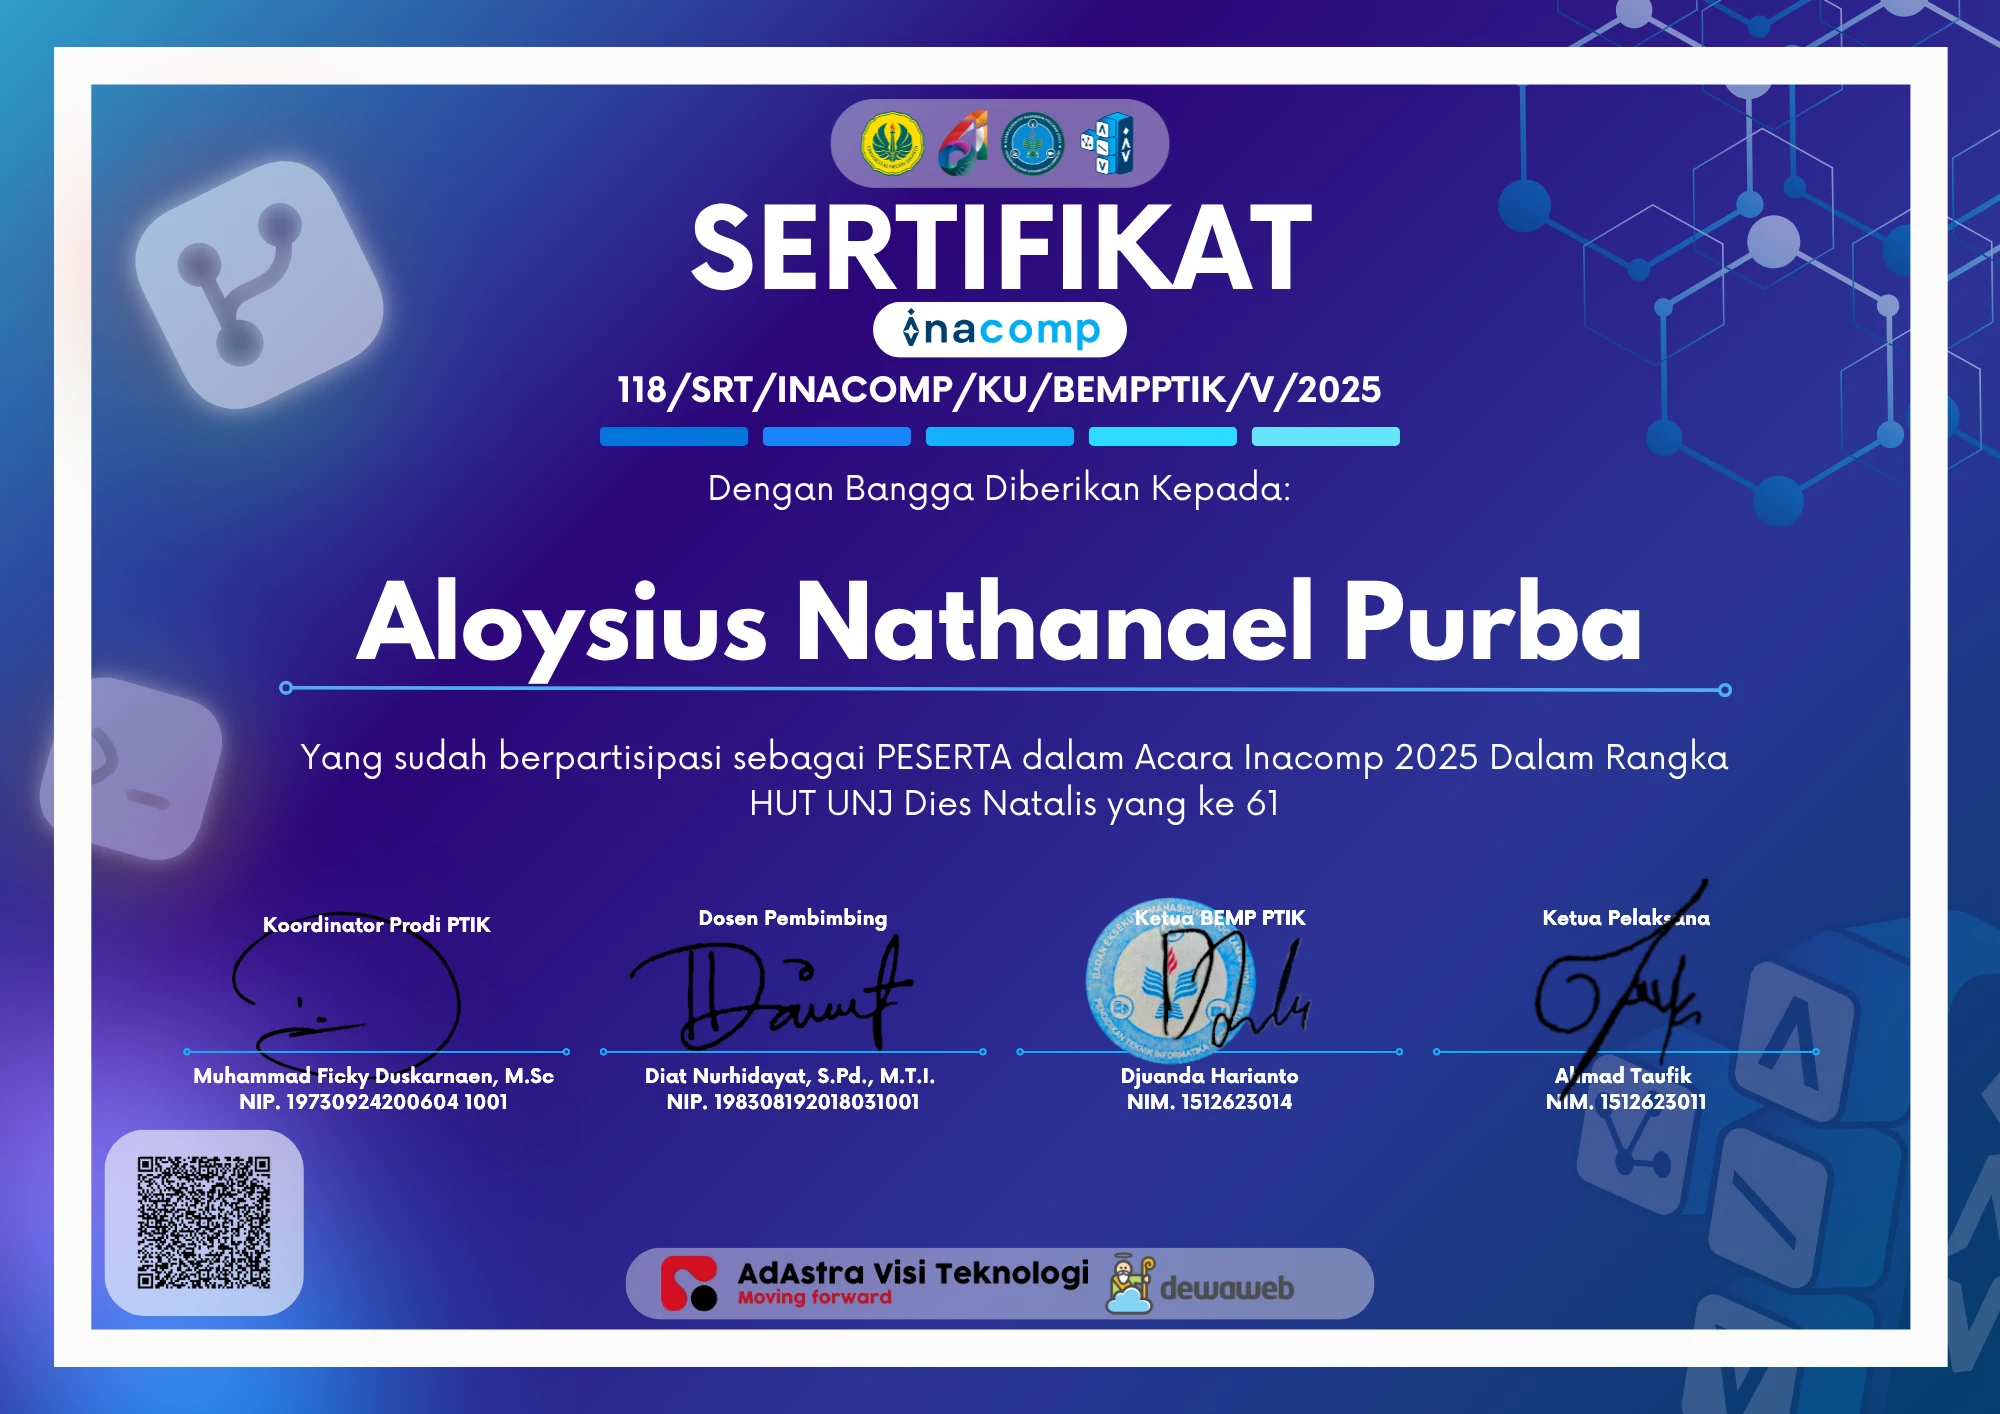 SERTIFIKAT
inacomp
118/SRT/INACOMP/KU/BEMPPTIK/V/2025
Dengan Bangga Diberikan Kepada:
Aloysius Nathanael Purba
Yang sudah berpartisipasi sebagai PESERTA dalam Acara Inacomp 2025 Dalam Rangka
HUT UNJ Dies Natalis yang ke 61
Koordinator Prodi PTIK
Muhammad Ficky Duskarnaen, M.Sc
NIP. 19730924200604 1001
Dosen Pembimbing
Diat Nurhidayat, S.Pd., M.T.I.
NIP. 198308192018031001
Ketua BEMP PTIK
Djuanda Harianto
NIM. 1512623014
Ketua Pelaksana
Ahmad Taufik
NIM. 1512623011
AdAstra Visi Teknologi
Moving forward
dewaweb